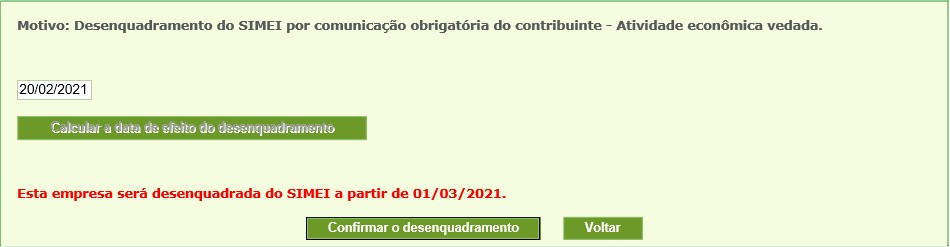 Motivo: Desenquadramento do SIMEI por comunicação obrigatória do contribuinte - Atividade econômica vedada.
20/02/2021
Calcular a data de efeito do desenquadramento
Esta empresa será desenquadrada do SIMEI a partir de 01/03/2021.
Confirmar o desenquadramento Voltar